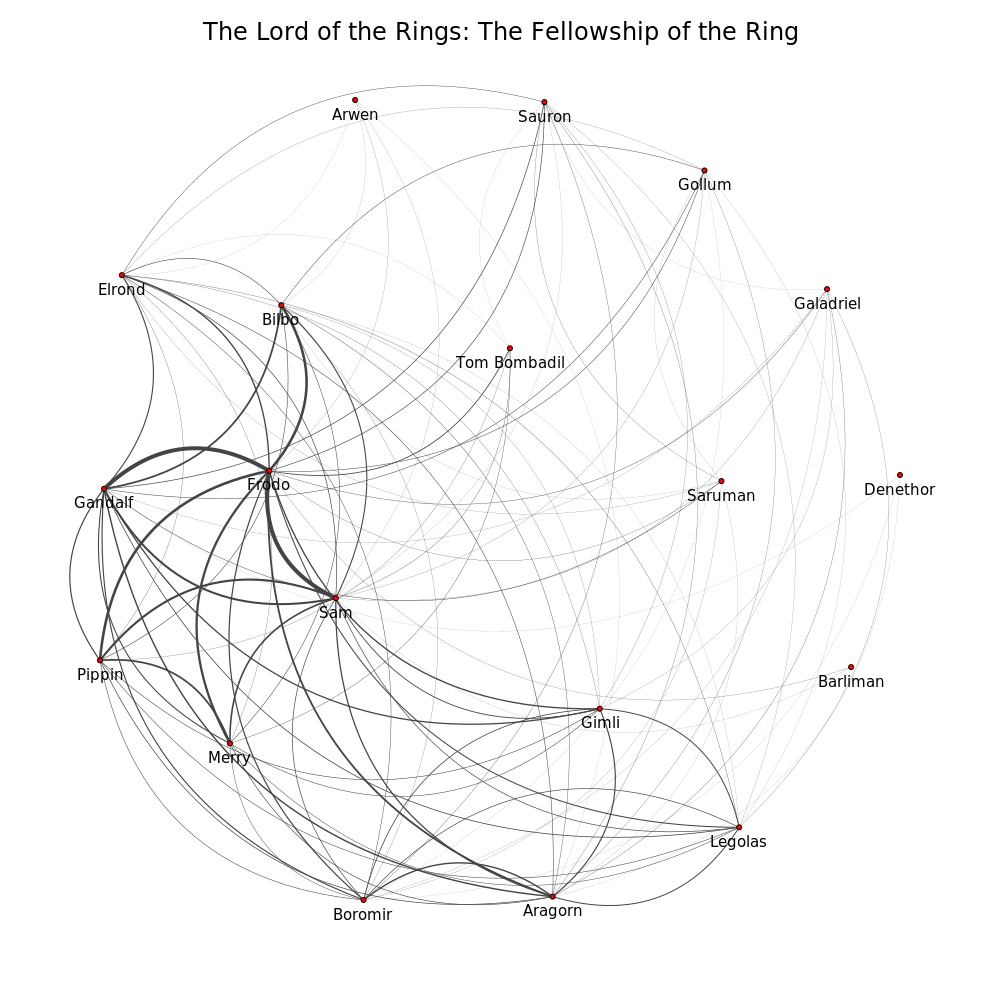 The Lord of the Rings: The Fellowship of the Ring
Arwen
Sauron
Gollum
Elrond
Galadriel
Bilbo
Tom Bombadil
Frodo
Denethor
Saruman
Gandalf
Sam
Pippin
Barliman
Gimli
Merry
Legolas
Aragorn
Boromir